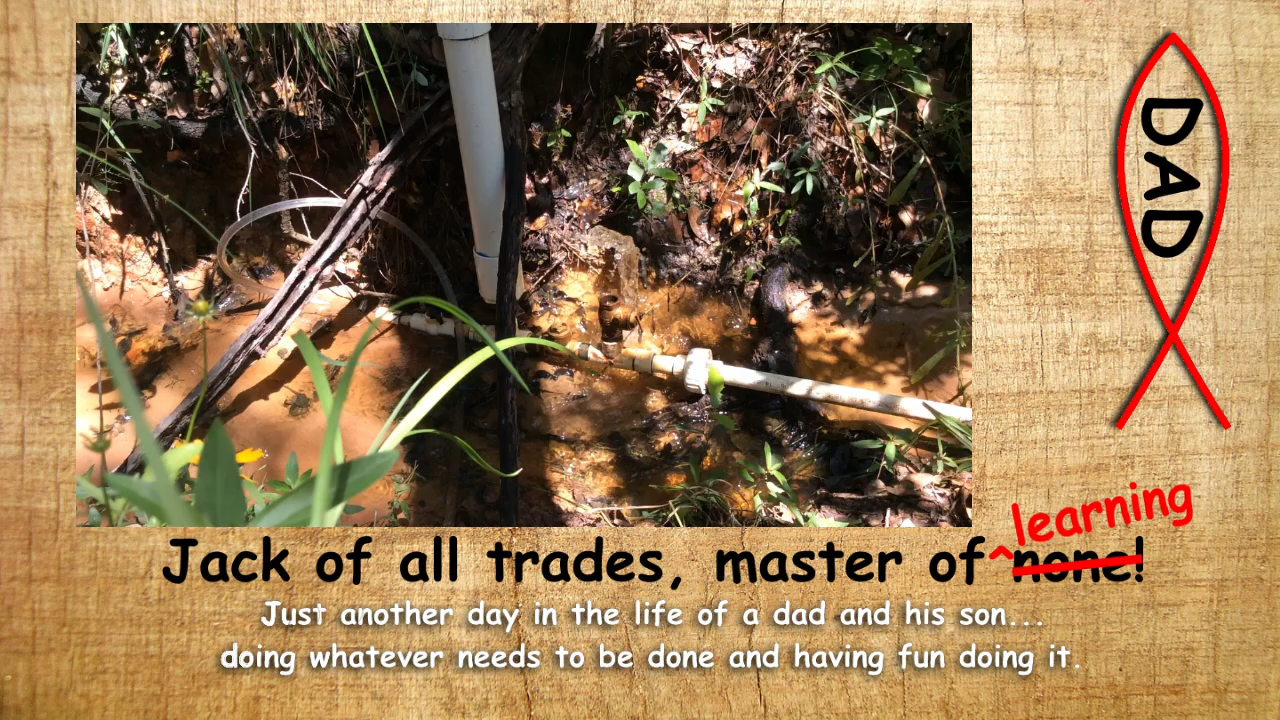 DAD
learning
Jack of all trades, master of ^none!
Just another day in the life of a dad and his son...
doing whatever needs to be done and having fun doing it.